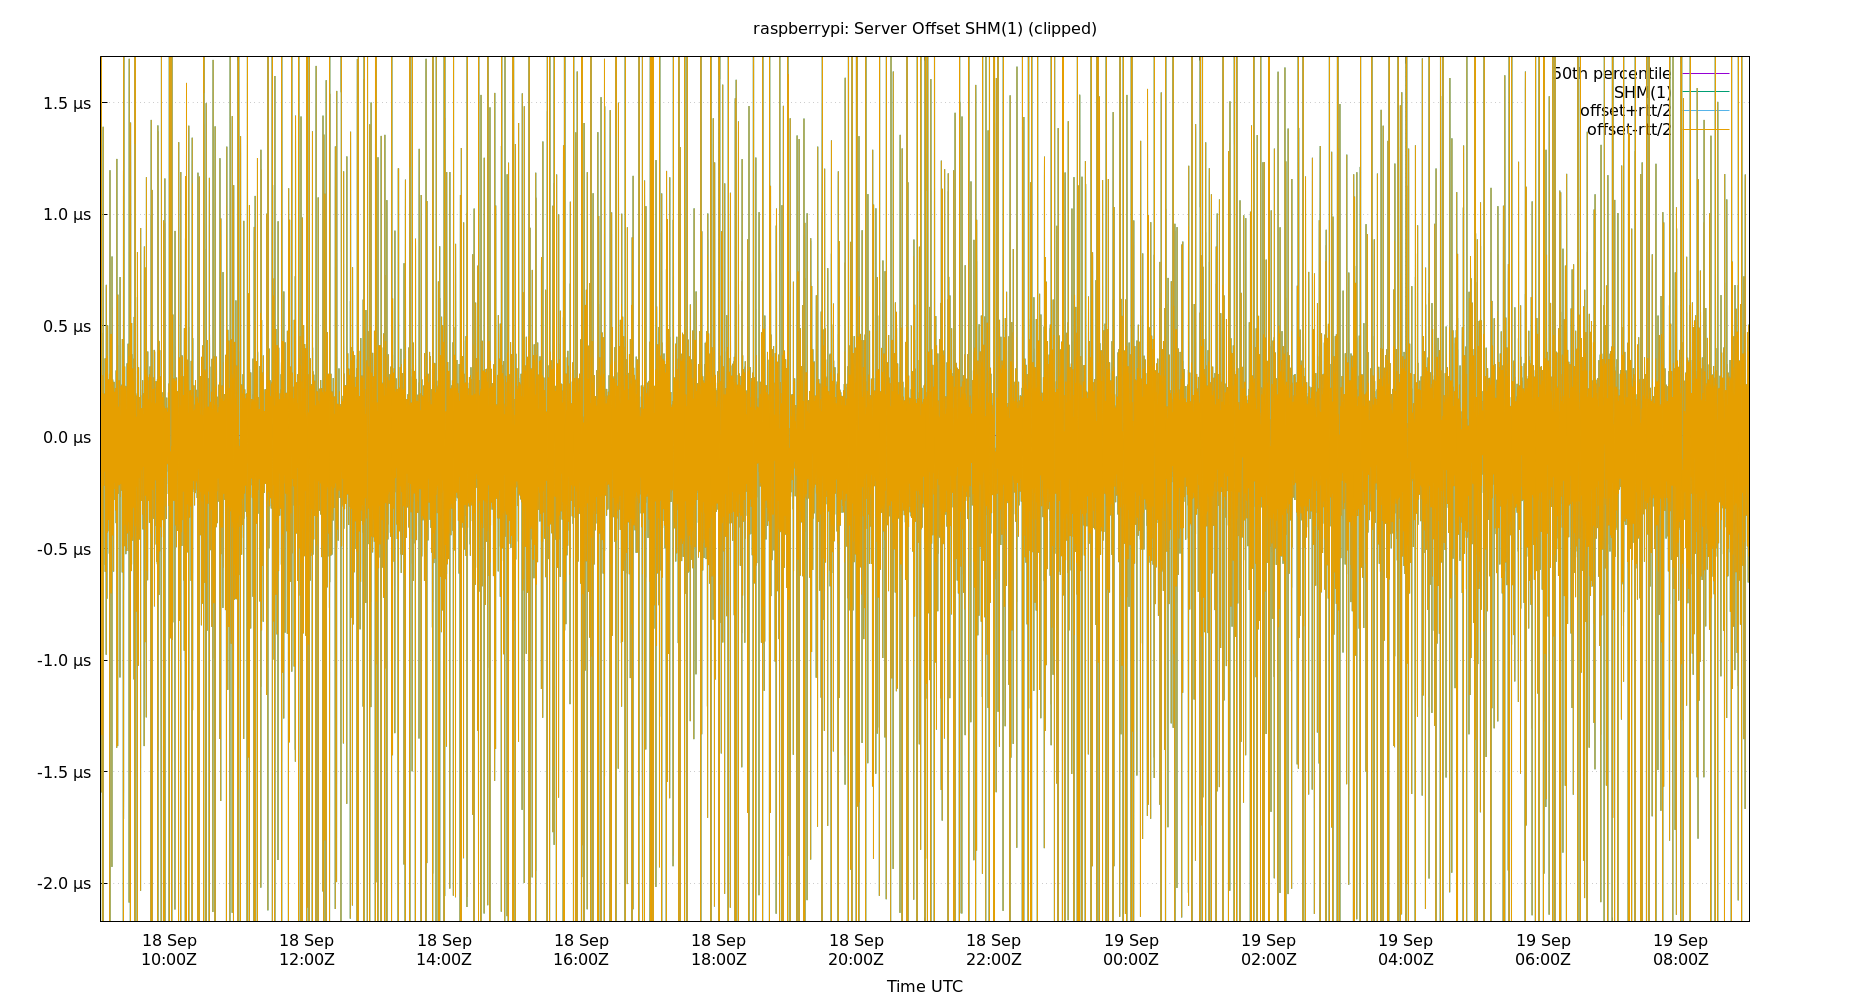 raspberrypi: Server Offset SHM(1) (clipped)
50th percentile
SHM(1)
offset+rtt/2
offset-rtt/2
1.5 µs
1.0 µs
0.5 µs
0.0 µs
-0.5 µs
-1.0 µs
-1.5 µs
-2.0 µs
18 Sep 18 Sep 18 Sep 18 Sep 18 Sep 18 Sep 18 Sep 19 Sep 19 Sep 19 Sep 19 Sep 19 Sep
10:00Z 12:00Z 14:00Z 16:00Z 18:00Z 20:00Z 22:00Z 00:00Z 02:00Z 04:00Z 06:00Z 08:00Z
Time UTC